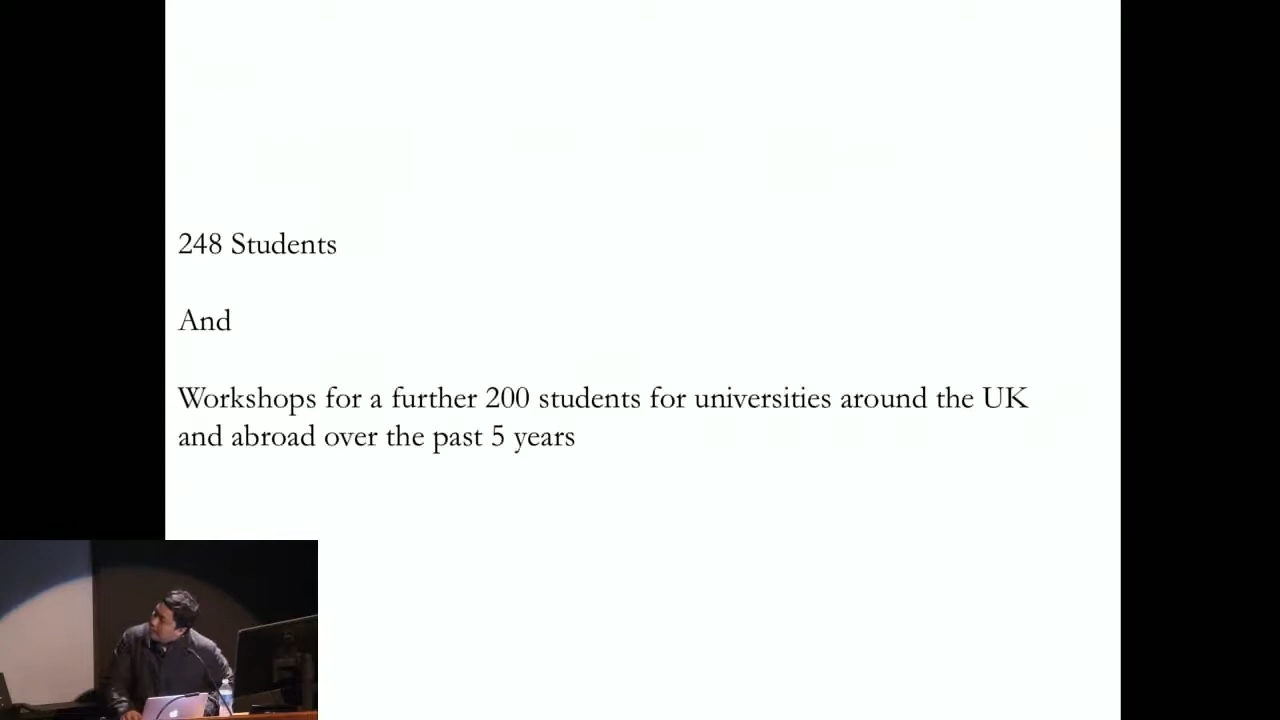 248 Students
And
Workshops for a further 200 students for universities around the UK
and abroad over the past 5 years